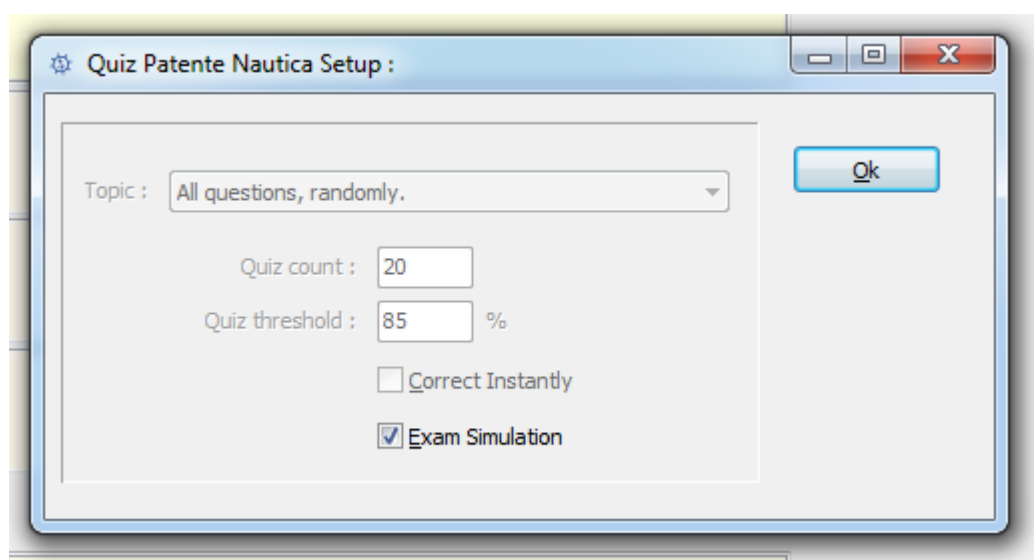 Quiz Patente Nautica Setup :
Topic : All questions, randomly.
Ok
Quiz count : 20
Quiz threshold : 85 %
Correct Instantly
Exam Simulation